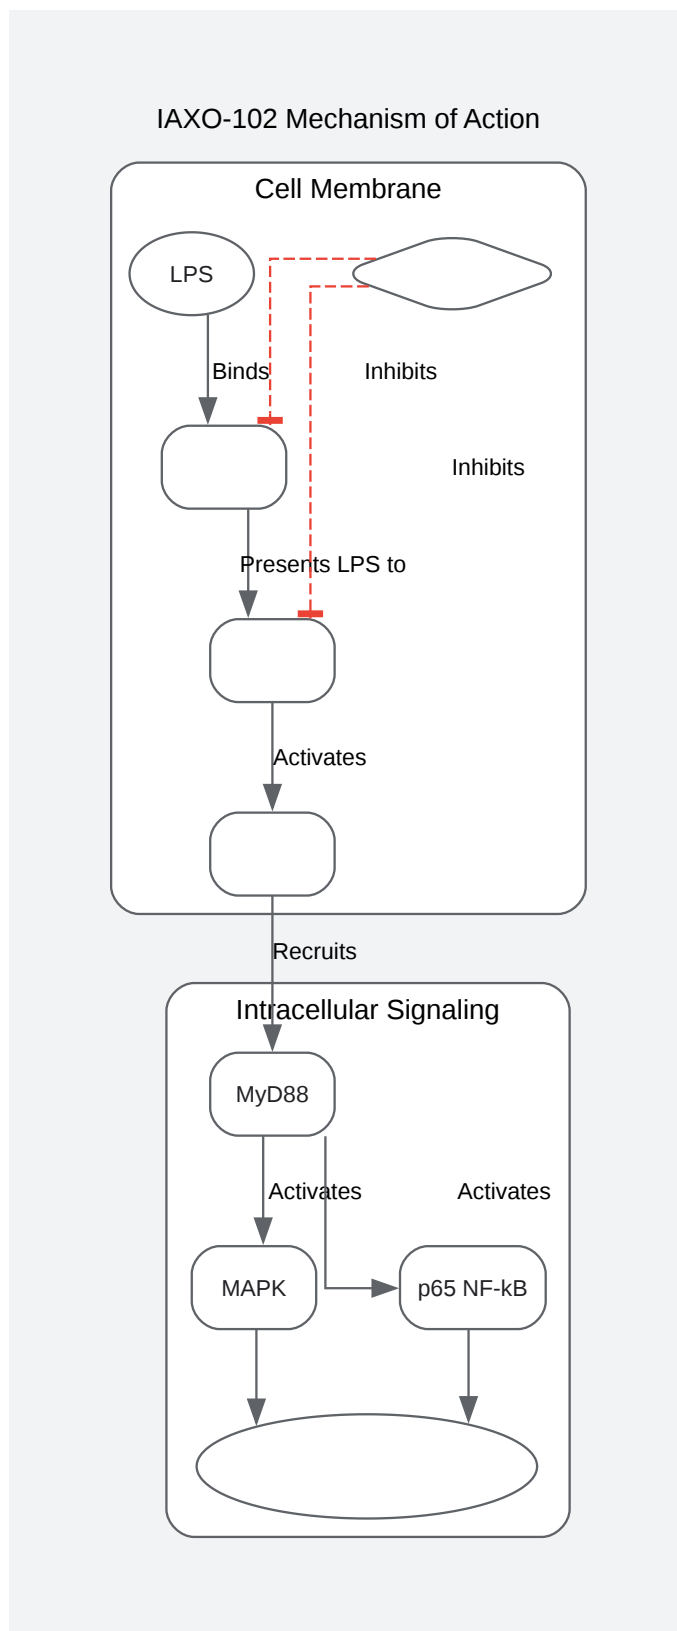 IAXO-102 Mechanism of Action
Cell Membrane
LPS
Binds
Inhibits
Inhibits
Presents LPS to
Activates
Recruits
Intracellular Signaling
MyD88
Activates
Activates
MAPK
p65 NF-kB